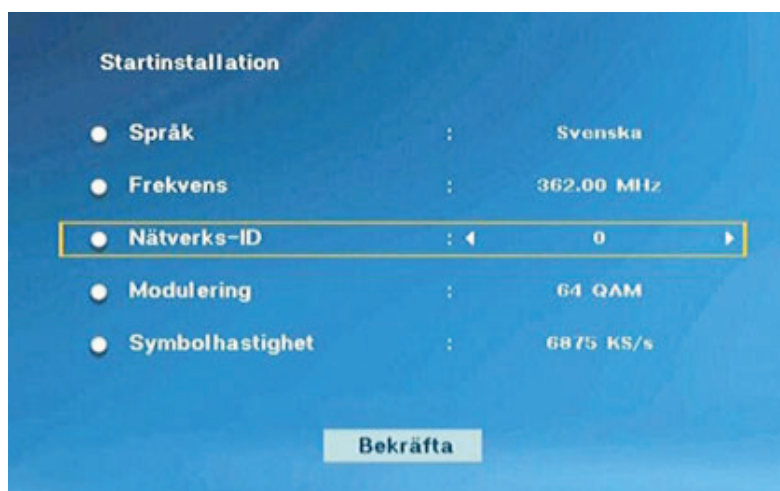 Startinstallation
Språk : Svenska
Frekvens : 362.00 MHz
Nätverks-ID : 0
Modulering : 64 QAM
Symbolhastighet : 6875 KS/s
Bekräfta